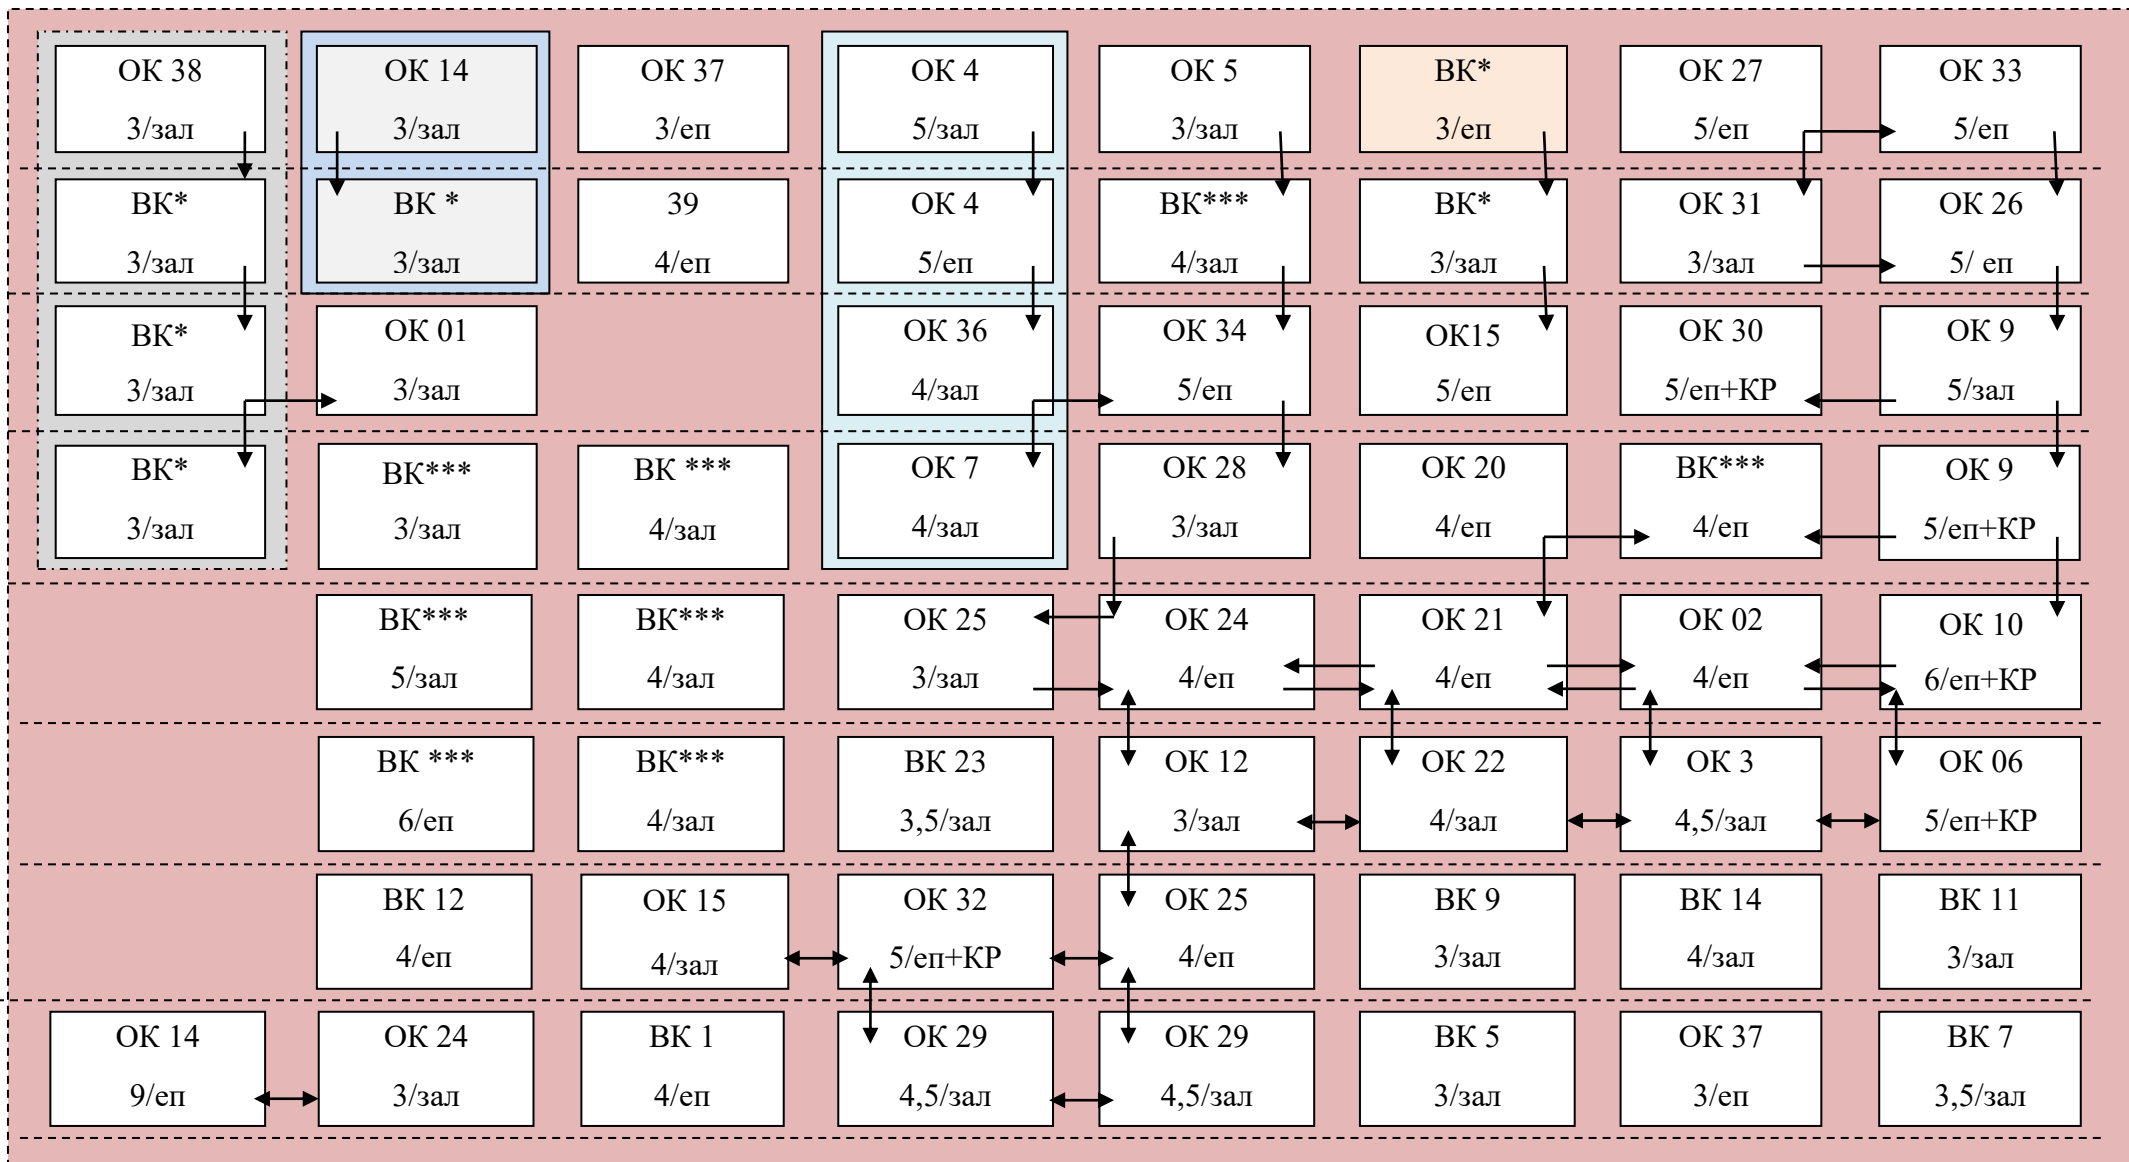 ОК 38
3/зал
ОК 14
3/зал
ОК 37
3/еп
ОК 4
5/зал
ОК 5
3/зал
ВК*
3/еп
ОК 27
5/еп
ОК 33
5/еп
ВК*
3/зал
ВК *
3/зал
39
4/еп
ОК 4
5/еп
ВК***
4/зал
ВК*
3/зал
ОК 31
3/зал
ОК 26
5/ еп
ВК*
3/зал
ОК 01
3/зал
ОК 36
4/зал
ОК 34
5/еп
ОК15
5/еп
ОК 30
5/еп+КР
ОК 9
5/зал
ВК*
3/зал
ВК***
3/зал
ВК ***
4/зал
ОК 7
4/зал
ОК 28
3/зал
ОК 20
4/еп
ВК***
4/еп
ОК 9
5/еп+КР
ВК***
5/зал
ВК***
4/зал
ОК 25
3/зал
ОК 24
4/еп
ОК 21
4/еп
ОК 02
4/еп
ОК 10
6/еп+КР
ВК ***
6/еп
ВК***
4/зал
ВК 23
3,5/зал
ОК 12
3/зал
ОК 22
4/зал
ОК 3
4,5/зал
ОК 06
5/еп+КР
ВК 12
4/еп
ОК 15
4/зал
ОК 32
5/еп+КР
ОК 25
4/еп
ВК 9
3/зал
ВК 14
4/зал
ВК 11
3/зал
ОК 14
9/еп
ОК 24
3/зал
ВК 1
4/еп
ОК 29
4,5/зал
ОК 29
4,5/зал
ВК 5
3/зал
ОК 37
3/еп
ВК 7
3,5/зал